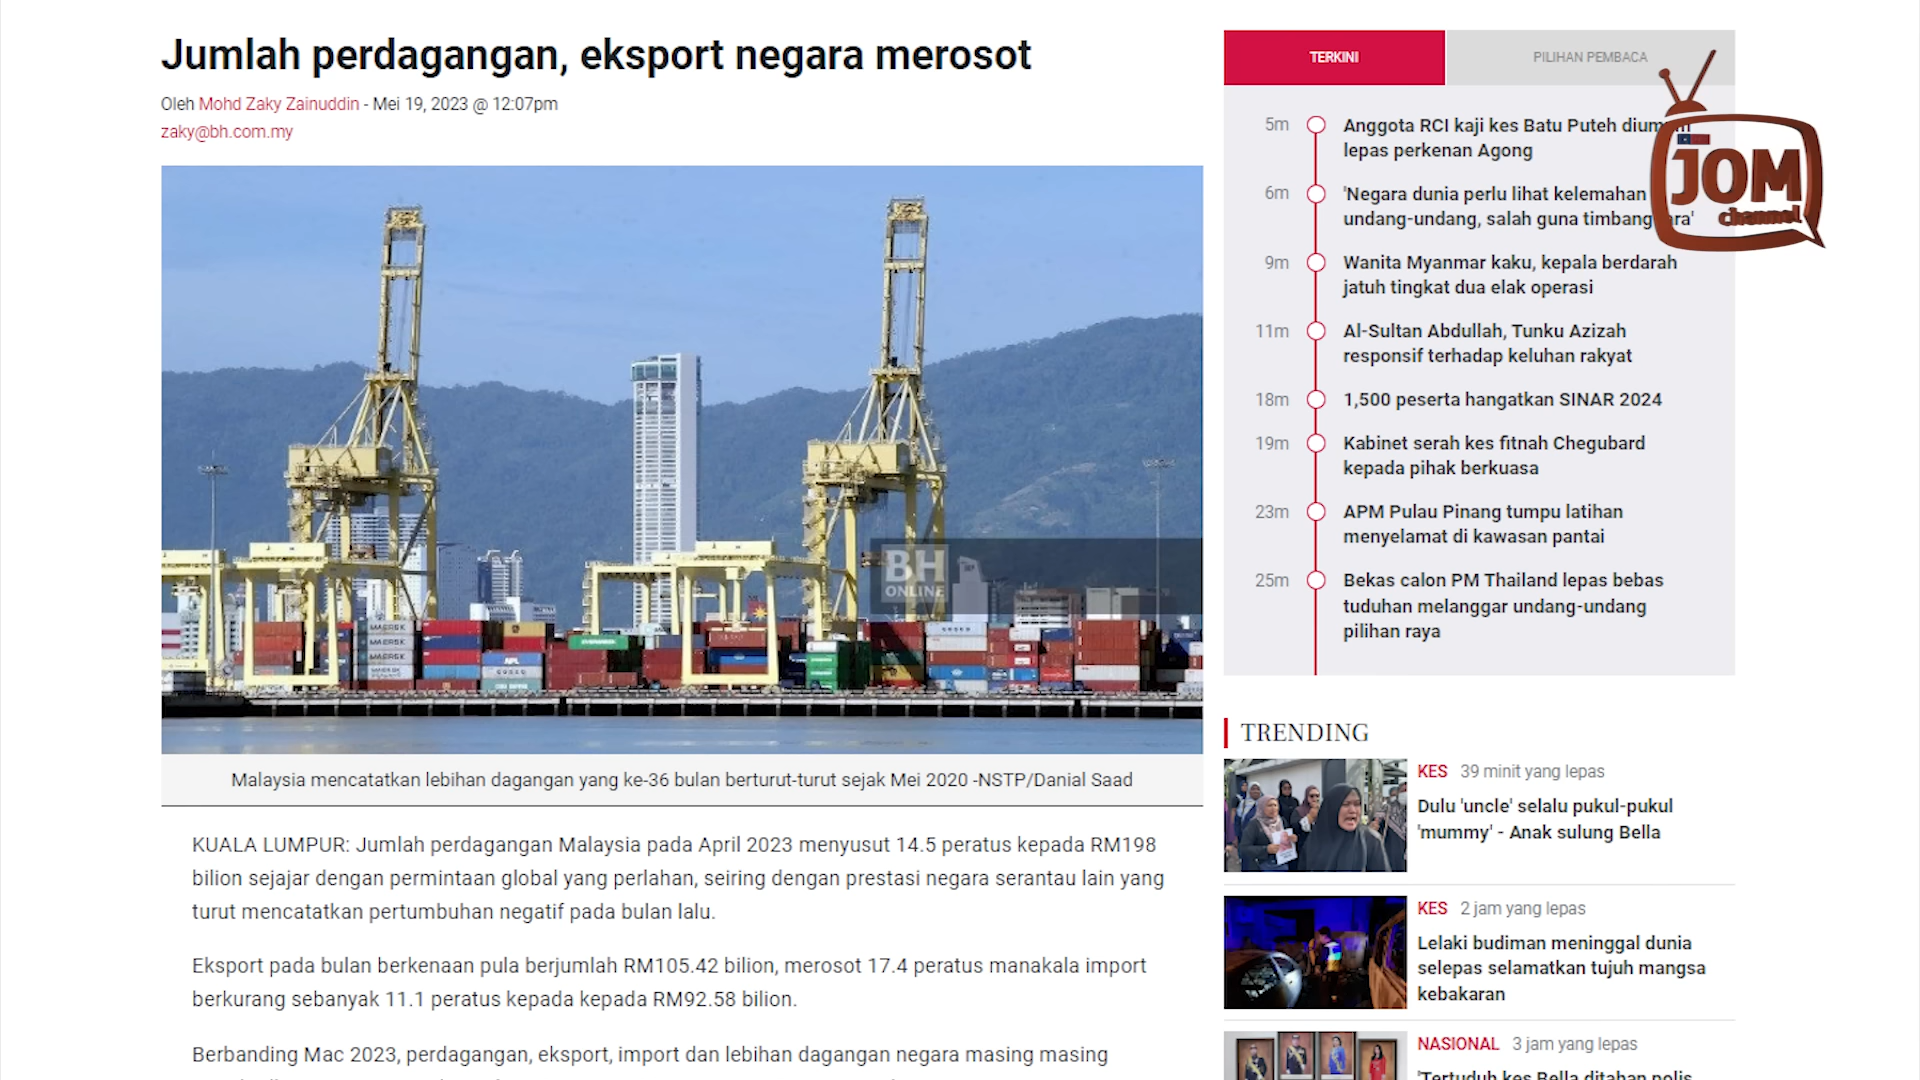 Jumlah perdagangan, eksport negara merosot
Oleh Mohd Zaky Zainuddin - Mei 19, 2023 @ 12:07pm
zaky@bh.com.my
BH
ONLINE
MAERSK
MAERSK
MAERSK
MAERSK
Malaysia mencatatkan lebihan dagangan yang ke-36 bulan berturut-turut sejak Mei 2020 -NSTP/Danial Saad
KUALA LUMPUR: Jumlah perdagangan Malaysia pada April 2023 menyusut 14.5 peratus kepada RM198
bilion sejajar dengan permintaan global yang perlahan, seiring dengan prestasi negara serantau lain yang
turut mencatatkan pertumbuhan negatif pada bulan lalu.
Eksport pada bulan berkenaan pula berjumlah RM105.42 bilion, merosot 17.4 peratus manakala import
berkurang sebanyak 11.1 peratus kepada kepada RM92.58 bilion.
Berbanding Mac 2023, perdagangan, eksport, import dan lebihan dagangan negara masing masing
TERKINI
PILIHAN PEMBACA
JOM
channel
5m Anggota RCI kaji kes Batu Puteh
lepas perkenan Agong
6m 'Negara dunia perlu lihat kelemahan
undang-undang, salah guna
9m Wanita Myanmar kaku, kepala berdarah
jatuh tingkat dua elak operasi
11m Al-Sultan Abdullah, Tunku Azizah
responsif terhadap keluhan rakyat
18m 1,500 peserta hangatkan SINAR 2024
19m Kabinet serah kes fitnah Chegubard
kepada pihak berkuasa
23m APM Pulau Pinang tumpu latihan
menyelamat di kawasan pantai
25m Bekas calon PM Thailand lepas bebas
tuduhan melanggar undang-undang
pilihan raya
TRENDING
KES 39 minit yang lepas
Dulu 'uncle' selalu pukul-pukul
'mummy' - Anak sulung Bella
KES 2 jam yang lepas
Lelaki budiman meninggal dunia
selepas selamatkan tujuh mangsa
kebakaran
NASIONAL 3 jam yang lepas
'Tertuduh kes Bella ditahan polis